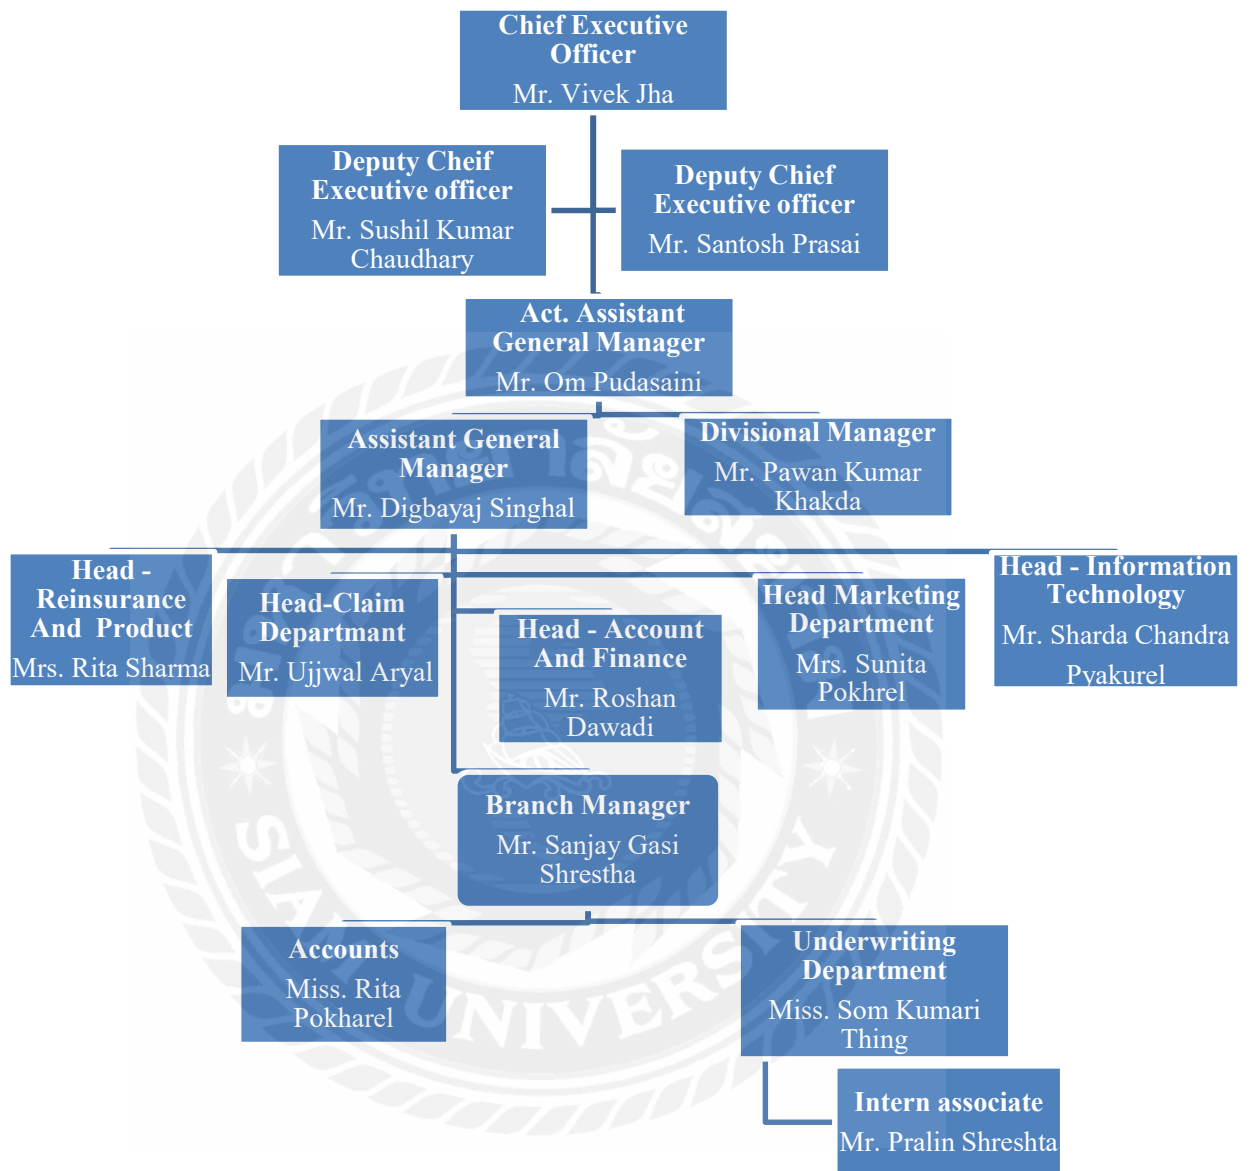 Chief Executive
Officer
Mr. Vivek Jha
Deputy Cheif
Executive officer
Mr. Sushil Kumar
Chaudhary
Deputy Chief
Executive officer
Mr. Santosh Prasai
Act. Assistant
General Manager
Mr. Om Pudasaini
Assistant General
Manager
Mr. Digbayaj Singhal
Divisional Manager
Mr. Pawan Kumar
Khakda
Head -
Reinsurance
And Product
Mrs. Rita Sharma
Head-Claim
Departmant
Mr. Ujjwal Aryal
Head - Account
And Finance
Mr. Roshan
Dawadi
Head Marketing
Department
Mrs. Sunita
Pokhrel
Head - Information
Technology
Mr. Sharda Chandra
Pyakurel
Branch Manager
Mr. Sanjay Gasi
Shrestha
Accounts
Miss. Rita
Pokharel
Underwriting
Department
Miss. Som Kumari
Thing
Intern associate
Mr. Pralin Shreshta
SIAM UNIVERSITY